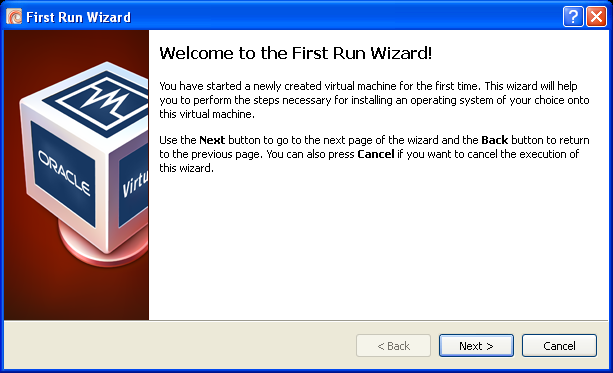 First Run Wizard
Welcome to the First Run Wizard!
You have started a newly created virtual machine for the first time. This wizard will help
you to perform the steps necessary for installing an operating system of your choice onto
this virtual machine.
Use the Next button to go to the next page of the wizard and the Back button to return
to the previous page. You can also press Cancel if you want to cancel the execution of
this wizard.
ORACLE
Virtu
< Back
Next >
Cancel